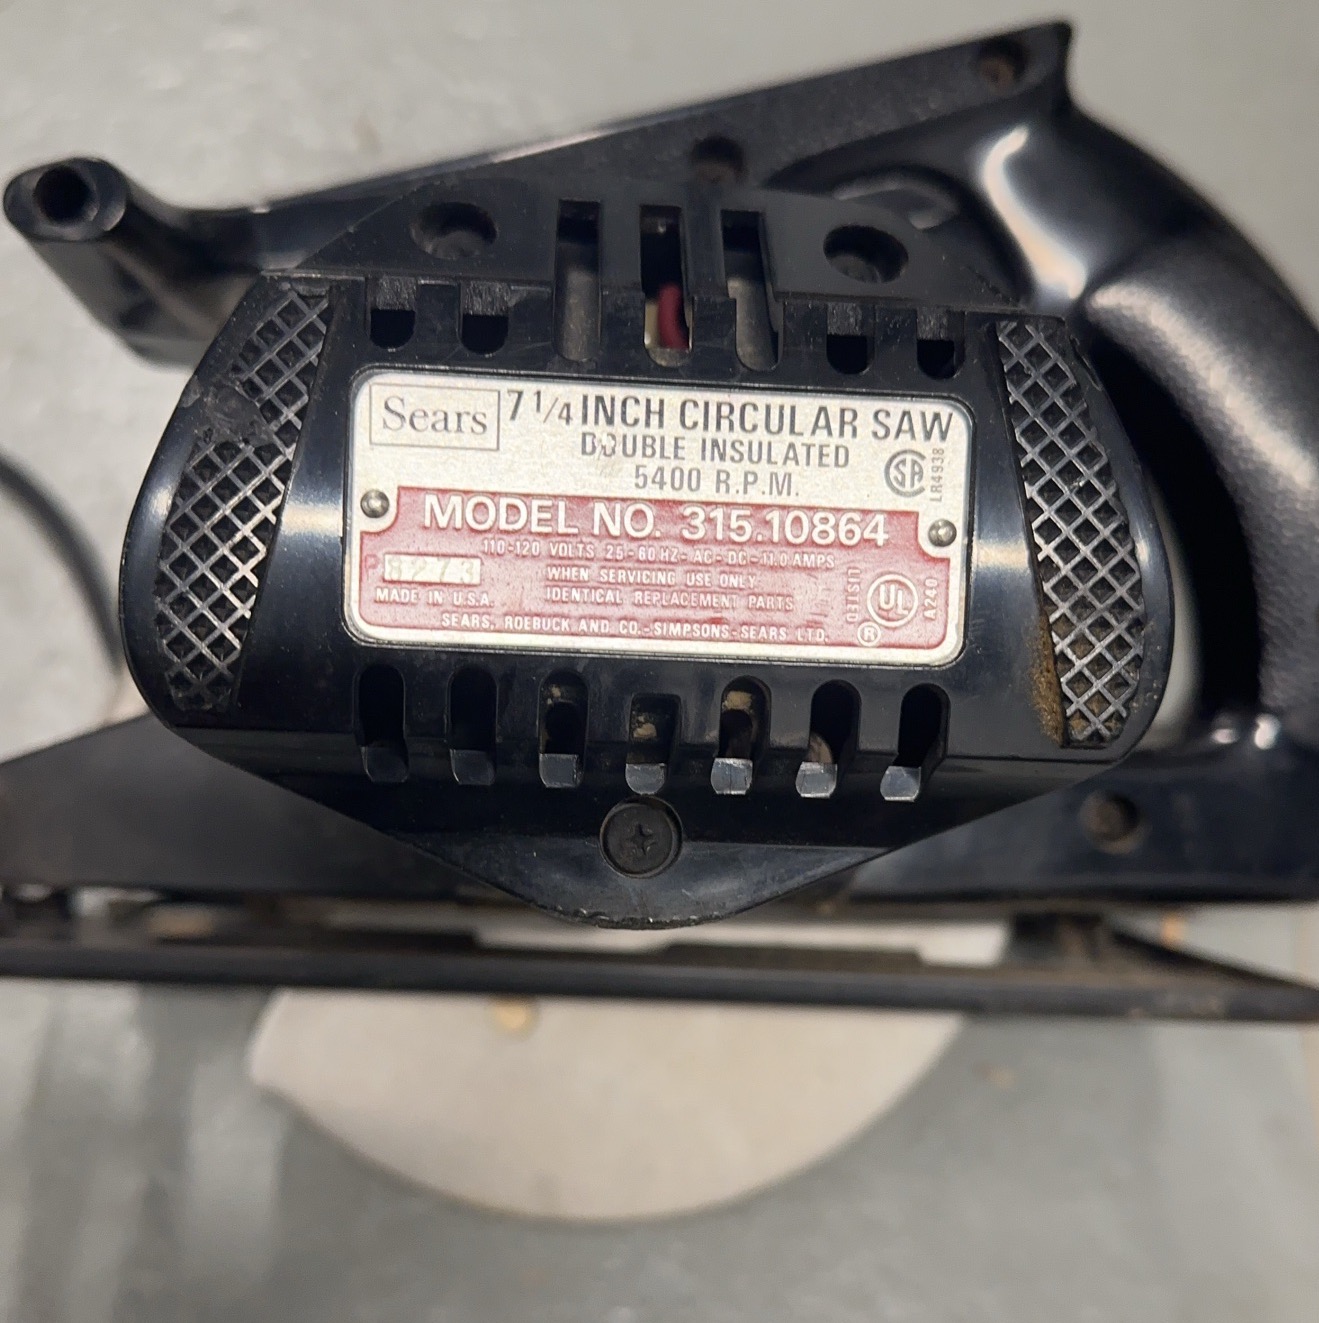 Sears 7 1/4 INCH CIRCULAR SAW
DOUBLE INSULATED
5400 R.P.M.
SA
LR4938
MODEL NO. 315.10864
110-120 VOLTS 25-60 HZ-AC-DC-11.0 AMPS
P 8273
WHEN SERVICING USE ONLY
MADE IN U.S.A.
IDENTICAL REPLACEMENT PARTS
SEARS, ROEBUCK AND CO.-SIMPSONS-SEARS LTD.
LISTED
UL
®
A240